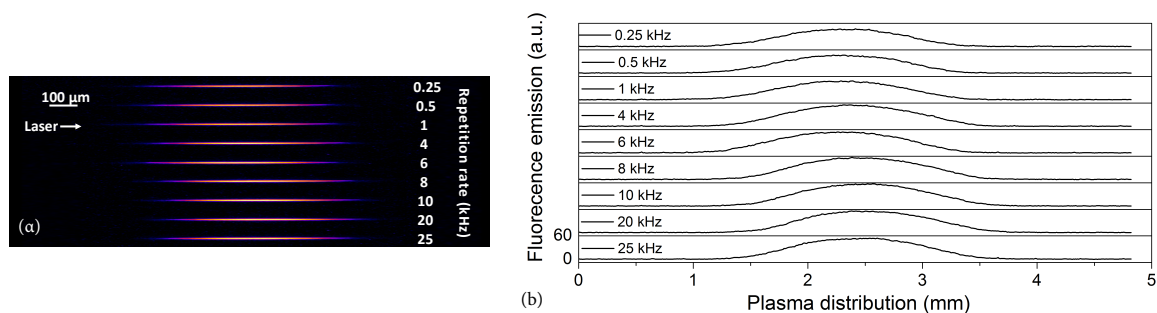 100 μm
Laser
0.25
0.5
1
4
6
8
10
20
25
Repetition rate (kHz)
(α)
Fluorecence emission (a.u.)
0.25 kHz
0.5 kHz
1 kHz
4 kHz
6 kHz
8 kHz
10 kHz
20 kHz
25 kHz
60
0
0 1 2 3 4 5
Plasma distribution (mm)
(b)